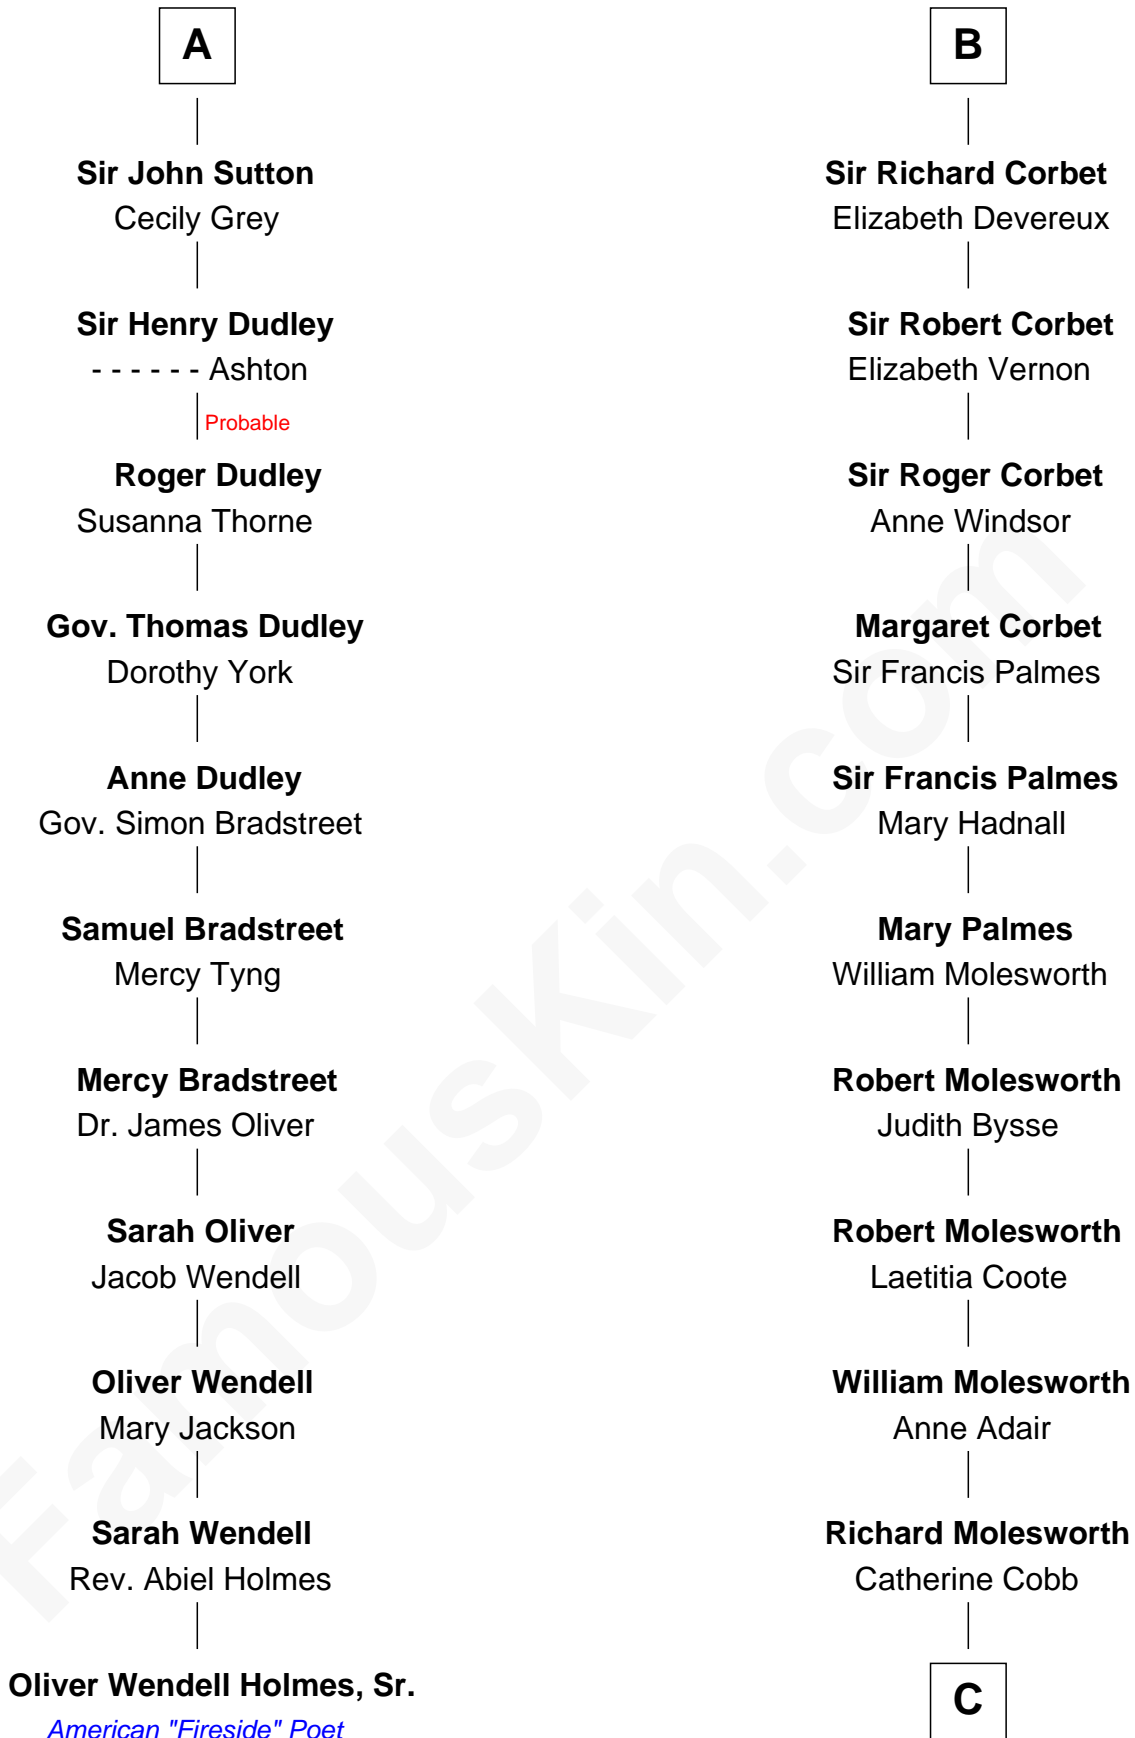 A
Sir John Sutton
Cecily Grey
Sir Henry Dudley
- - - - - - Ashton
Probable
Roger Dudley
Susanna Thorne
Gov. Thomas Dudley
Dorothy York
Anne Dudley
Gov. Simon Bradstreet
Samuel Bradstreet
Mercy Tyng
Mercy Bradstreet
Dr. James Oliver
Sarah Oliver
Jacob Wendell
Oliver Wendell
Mary Jackson
Sarah Wendell
Rev. Abiel Holmes
Oliver Wendell Holmes, Sr.
American "Fireside" Poet
B
Sir Richard Corbet
Elizabeth Devereux
Sir Robert Corbet
Elizabeth Vernon
Sir Roger Corbet
Anne Windsor
Margaret Corbet
Sir Francis Palmes
Sir Francis Palmes
Mary Hadnall
Mary Palmes
William Molesworth
Robert Molesworth
Judith Bysse
Robert Molesworth
Laetitia Coote
William Molesworth
Anne Adair
Richard Molesworth
Catherine Cobb
C
FamousKin.com